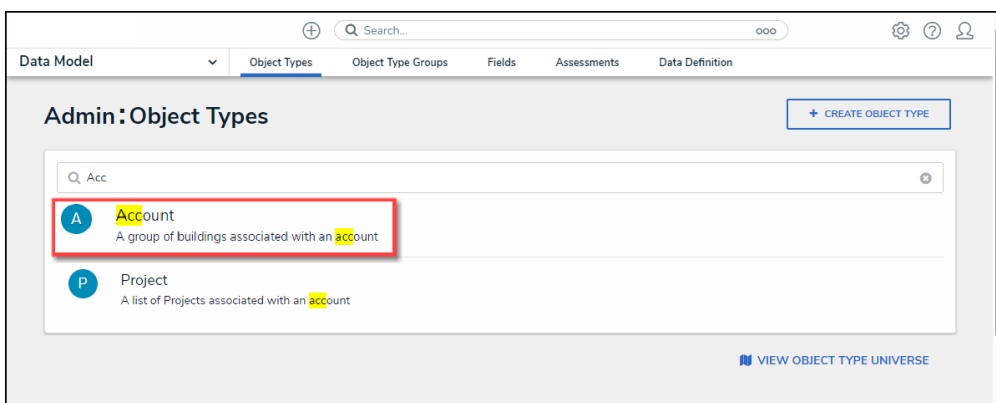 Search...
Data Model
Object Types
Object Type Groups
Fields
Assessments
Data Definition
Admin:Object Types
+ CREATE OBJECT TYPE
Acc
A
Account
A group of buildings associated with an account
P
Project
A list of Projects associated with an account
VIEW OBJECT TYPE UNIVERSE